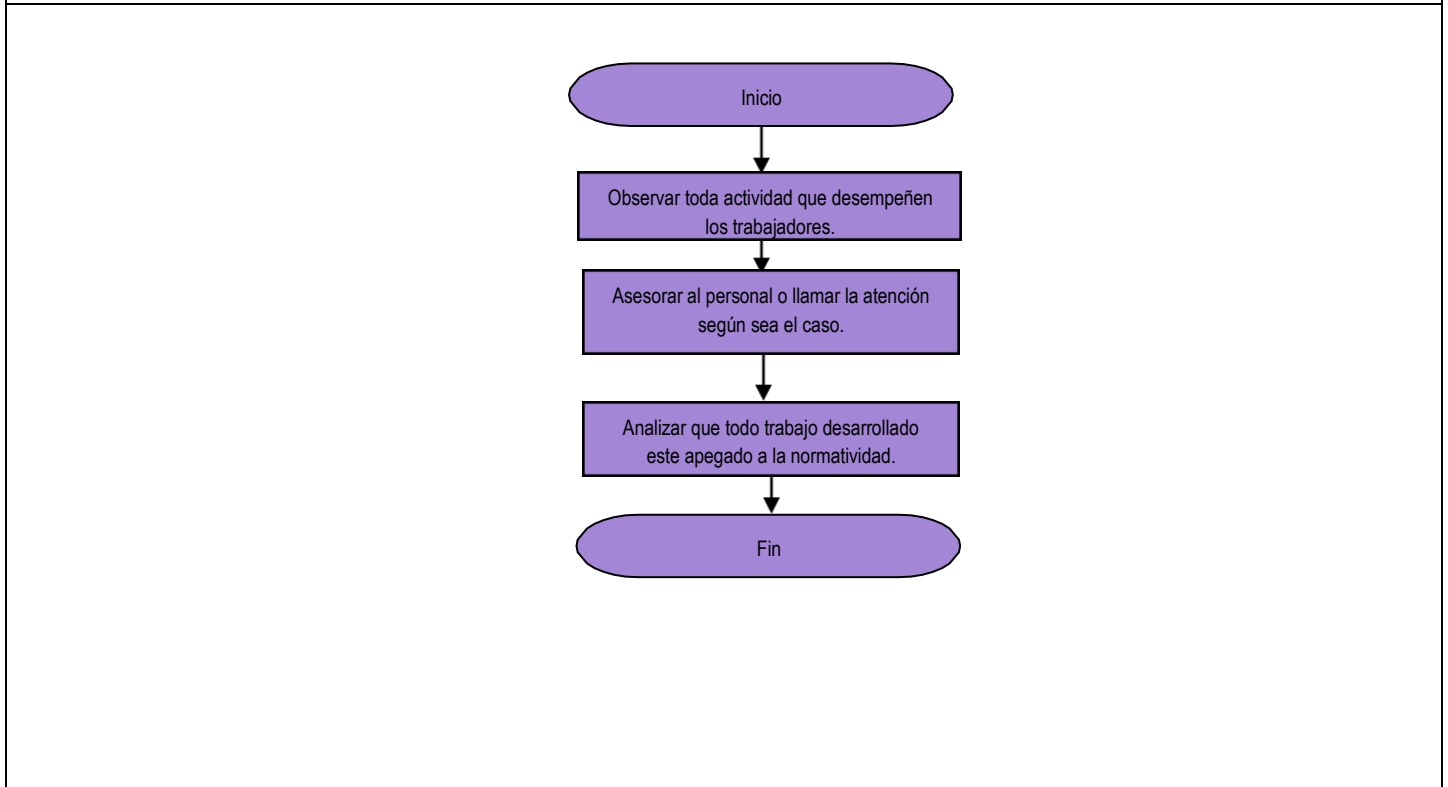 Inicio
Observar toda actividad que desempeñen
los trabajadores.
Asesorar al personal o llamar la atención
según sea el caso.
Analizar que todo trabajo desarrollado
este apegado a la normatividad.
Fin